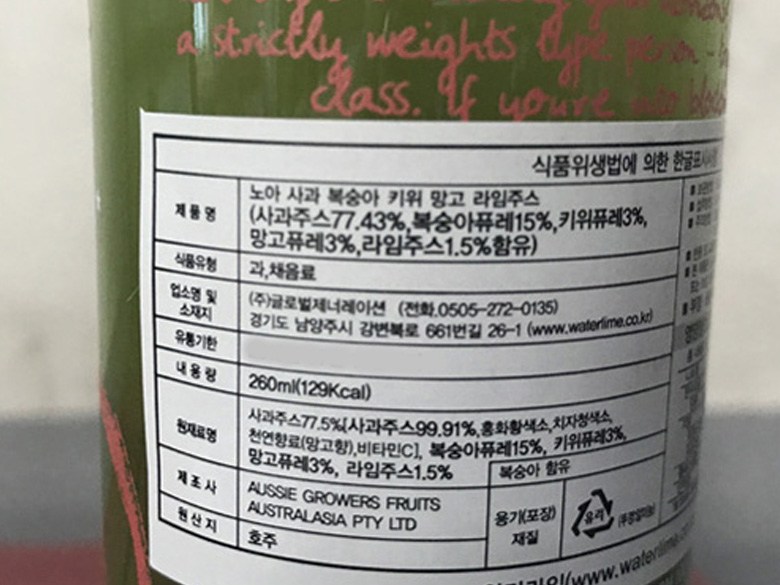 a strictly weights type person -
class. If you're into
식품위생법에 의한 한글표시사항
제품명
노아 사과 복숭아 키위 망고 라임주스
(사과주스77.43%,복숭아퓨레15%,키위퓨레3%,
망고퓨레3%,라임주스1.5%함유)
식품유형
과,채음료
업소명 및
소재지
(주)글로벌제너레이션 (전화.0505-272-0135)
경기도 남양주시 강변북로 661번길 26-1 (www.waterlime.co.kr)
유통기한
내용량
260ml(129Kcal)
원재료명
사과주스77.5%[사과주스99.91%,홍화황색소,치자청색소,
천연향료(망고향),비타민C], 복숭아퓨레15%, 키위퓨레3%,
망고퓨레3%, 라임주스1.5%
복숭아 함유
제조사
AUSSIE GROWERS FRUITS
AUSTRALASIA PTY LTD
용기(포장)
재질
유리
원산지
호주
(www.waterlime.co